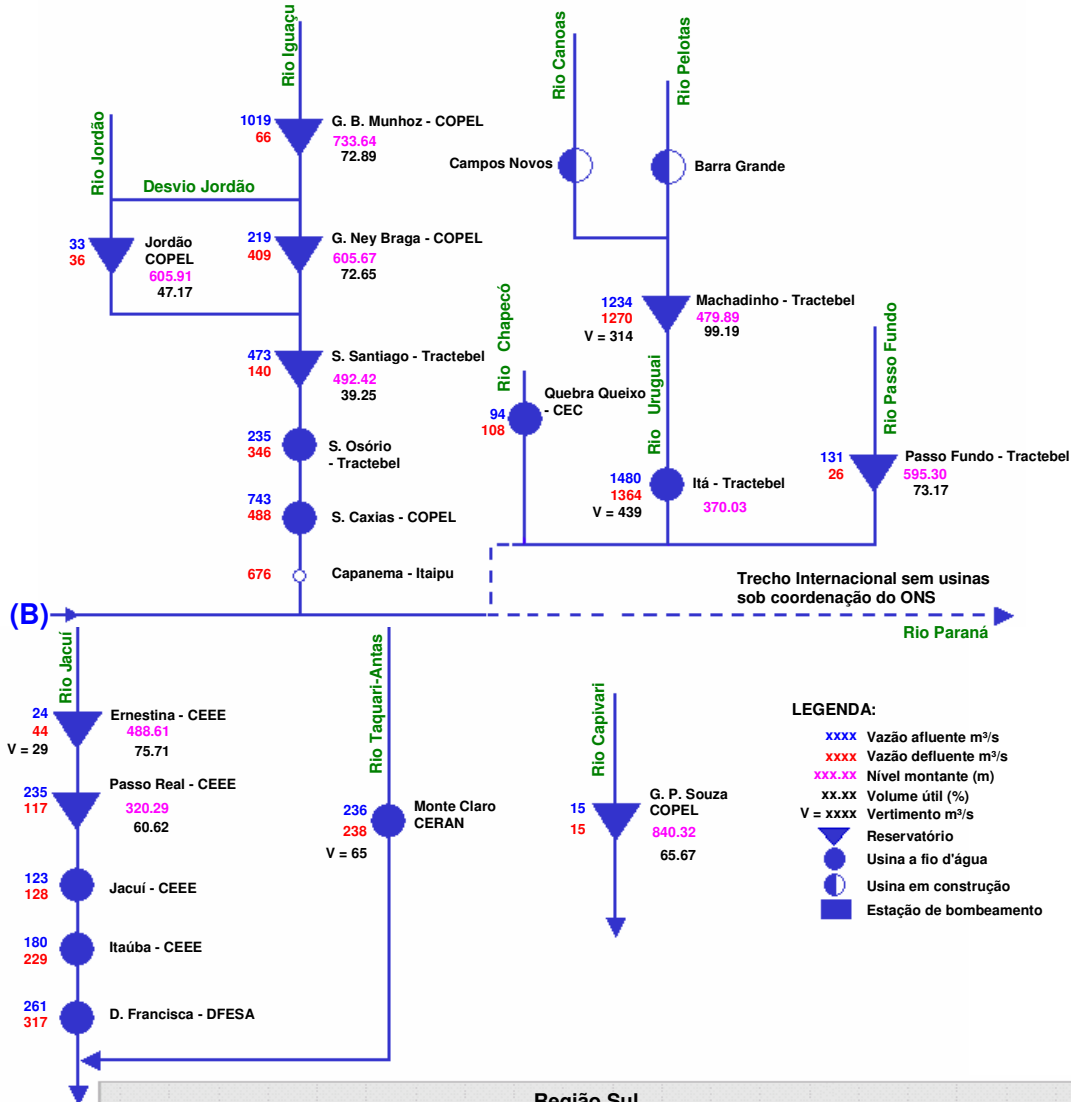 Rio Iguaçu
Rio Canoas
Rio Pelotas
Rio Jordão
1019
66
G. B. Munhoz - COPEL
733.64
72.89
Campos Novos
Barra Grande
Desvio Jordão
33
36
Jordão
COPEL
605.91
47.17
219
409
G. Ney Braga - COPEL
605.67
72.65
1234
1270
V = 314
Machadinho - Tractebel
479.89
99.19
473
140
S. Santiago - Tractebel
492.42
39.25
Rio Chapecó
Rio Uruguai
Rio Passo Fundo
94
108
Quebra Queixo
- CEC
235
346
S. Osório
- Tractebel
1480
1364
V = 439
Itá - Tractebel
370.03
131
26
Passo Fundo - Tractebel
595.30
73.17
743
488
S. Caxias - COPEL
676
Capanema - Itaipu
Trecho Internacional sem usinas
sob coordenação do ONS
(B)
Rio Paraná
Rio Jacuí
Rio Taquari-Antas
Rio Capivari
24
44
V = 29
Ernestina - CEEE
488.61
75.71
235
117
Passo Real - CEEE
320.29
60.62
236
238
V = 65
Monte Claro
CERAN
15
15
G. P. Souza
COPEL
840.32
65.67
123
128
Jacuí - CEEE
180
229
Itaúba - CEEE
261
317
D. Francisca - DFESA
LEGENDA:
xxxx Vazão afluente m³/s
xxxx Vazão defluente m³/s
xxx.xx Nível montante (m)
xx.xx Volume útil (%)
V = xxxx Vertimento m³/s
Reservatório
Usina a fio d'água
Usina em construção
Estação de bombeamento
Região Sul